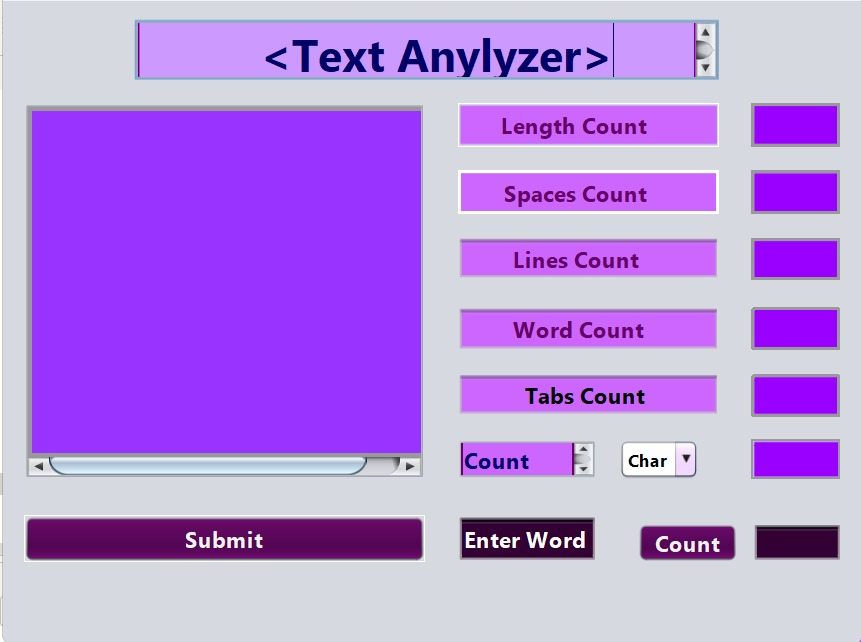 <Text Anylyzer>
Length Count
Spaces Count
Lines Count
Word Count
Tabs Count
Count Char
Submit Enter Word Count